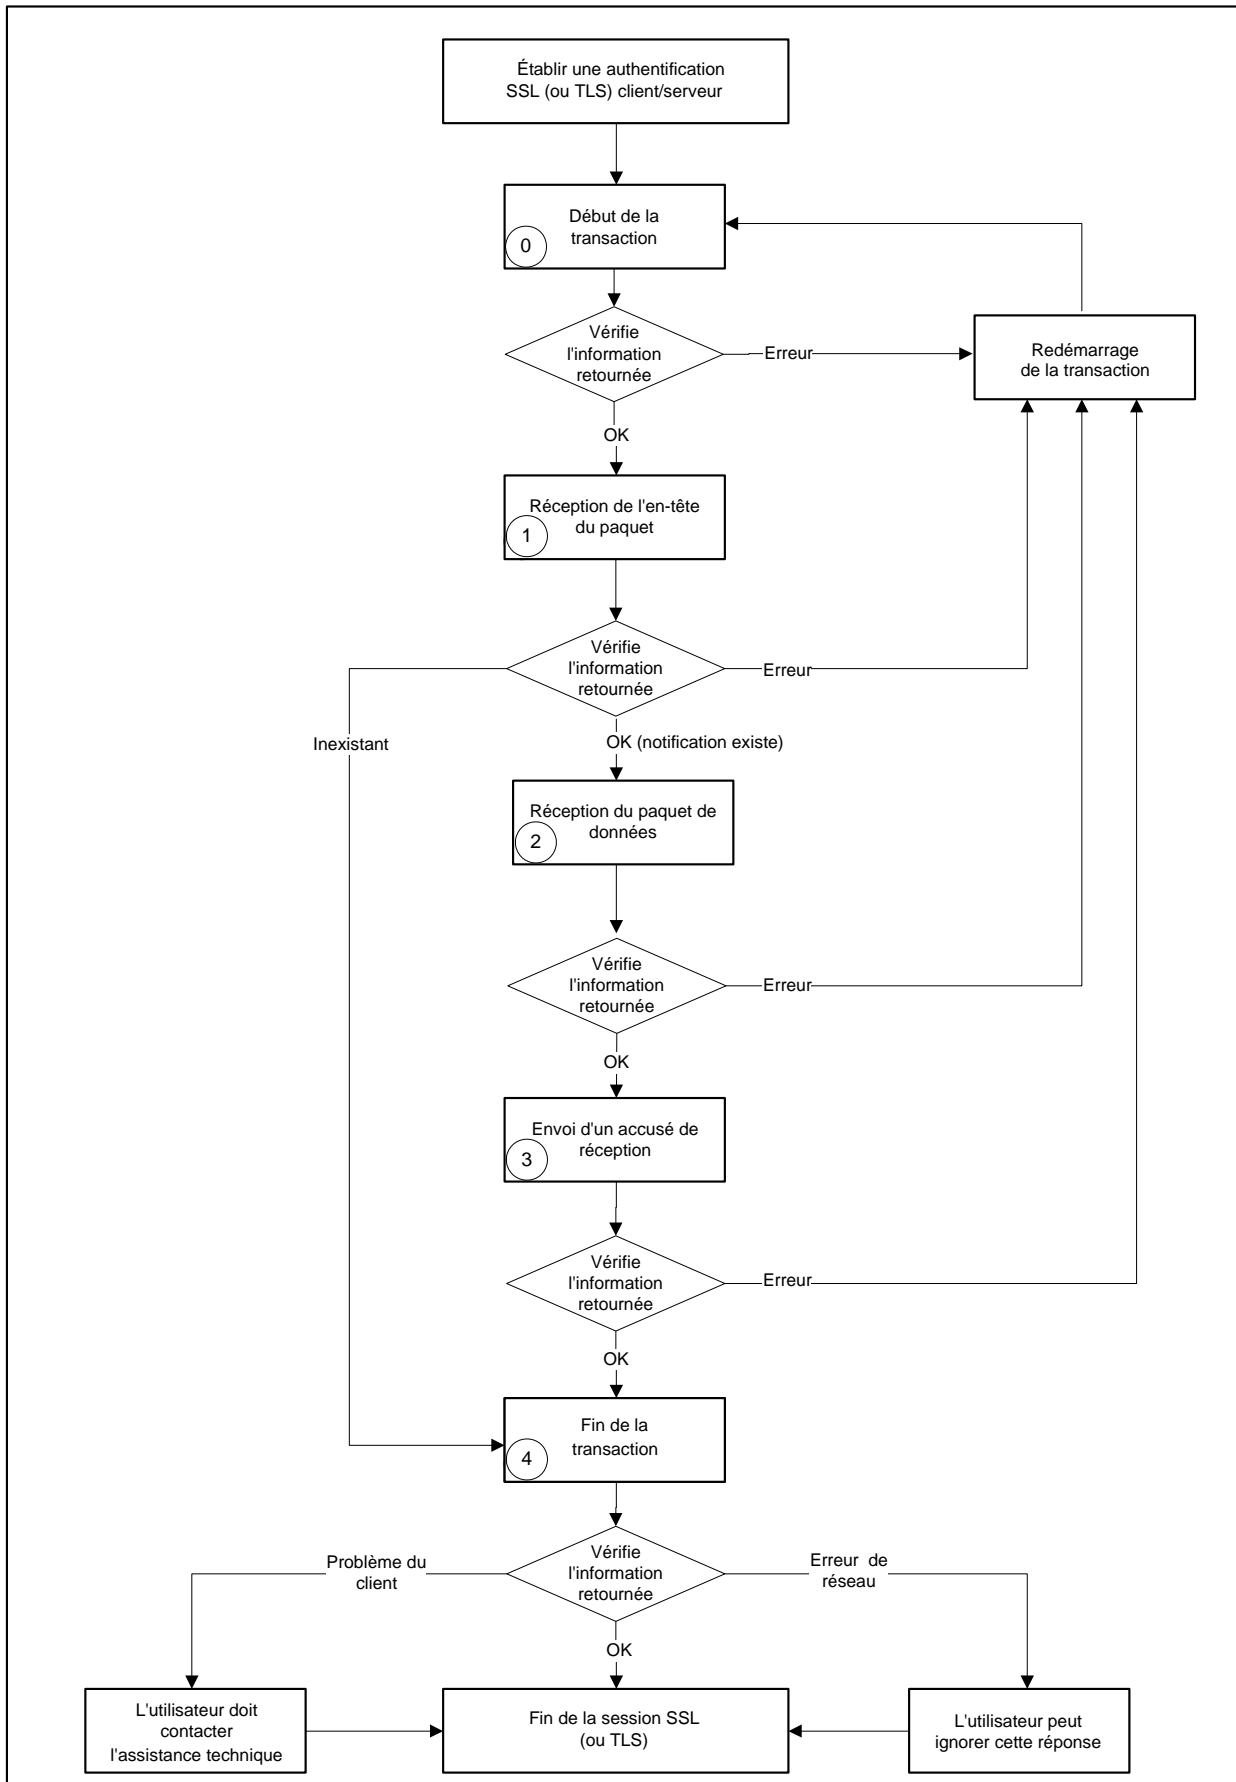 Établir une authentification
SSL (ou TLS) client/serveur
Début de la
transaction
0
Vérifie
l'information
retournée
Erreur
Redémarrage
de la transaction
OK
Réception de l'en-tête
du paquet
1
Vérifie
l'information
retournée
Erreur
Inexistant
OK (notification existe)
Réception du paquet de
données
2
Vérifie
l'information
retournée
Erreur
OK
Envoi d'un accusé de
réception
3
Vérifie
l'information
retournée
Erreur
OK
Fin de la
transaction
4
Problème du
client
Vérifie
l'information
retournée
Erreur de
réseau
OK
L'utilisateur doit
contacter
l'assistance technique
Fin de la session SSL
(ou TLS)
L'utilisateur peut
ignorer cette réponse